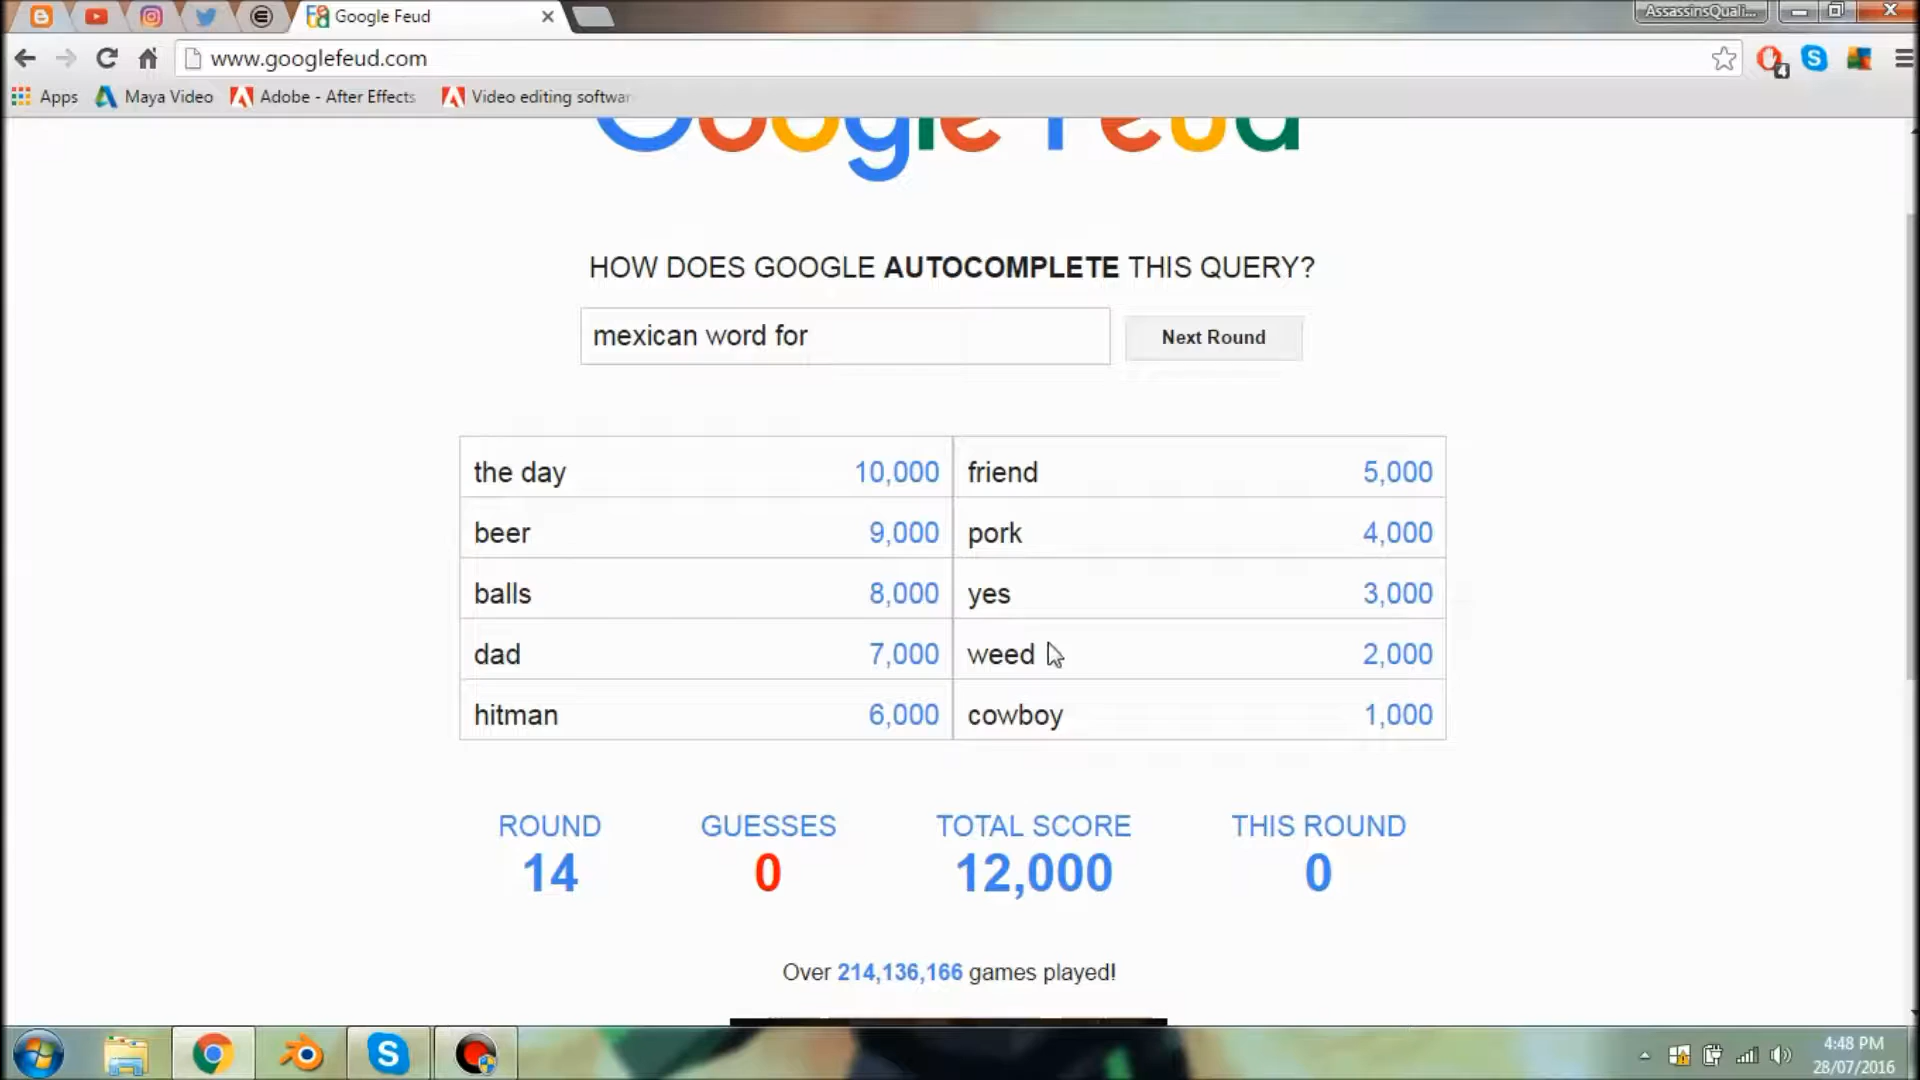 Google Feud
AssassinsQuali...
www.googlefeud.com
4
Apps
Maya Video
Adobe - After Effects
Video editing softwar
Google Feud
HOW DOES GOOGLE AUTOCOMPLETE THIS QUERY?
mexican word for
Next Round
the day 10,000 friend 5,000
beer 9,000 pork 4,000
balls 8,000 yes 3,000
dad 7,000 weed 2,000
hitman 6,000 cowboy 1,000
ROUND GUESSES TOTAL SCORE THIS ROUND
14 0 12,000 0
Over 214,136,166 games played!
4:48 PM
28/07/2016